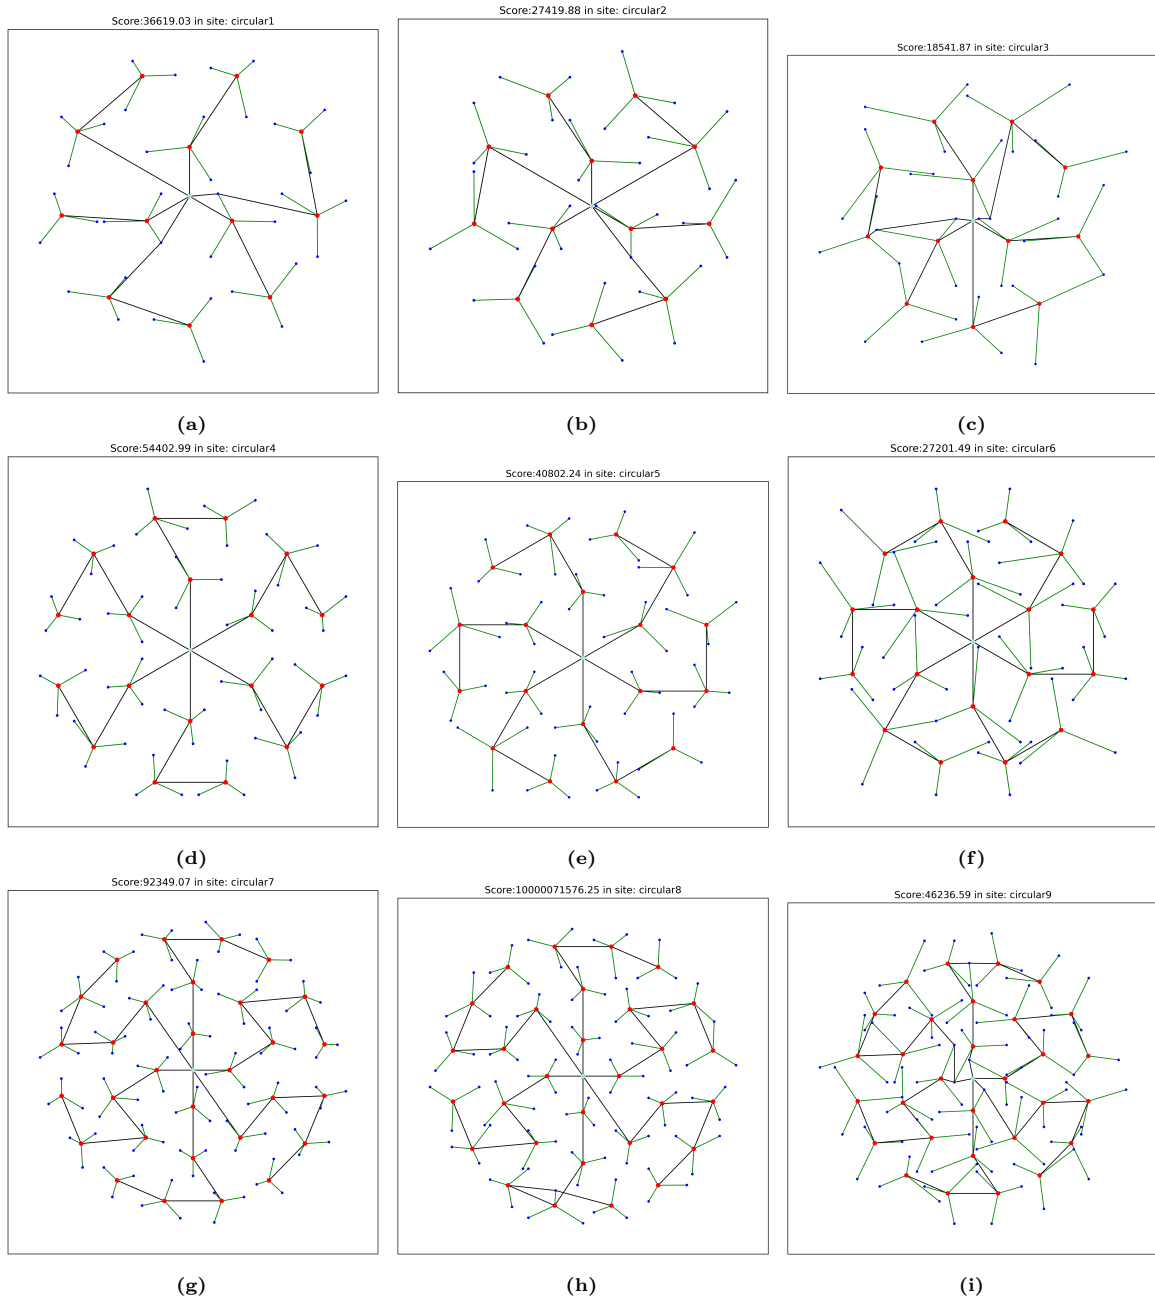 Score:36619.03 in site: circular1
Score:27419.88 in site: circular2
Score:18541.87 in site: circular3
(a)
(b)
(c)
Score:54402.99 in site: circular4
Score:40802.24 in site: circular5
Score:27201.49 in site: circular6
(d)
(e)
(f)
Score:92349.07 in site: circular7
Score:10000071576.25 in site: circular8
Score:46236.59 in site: circular9
(g)
(h)
(i)